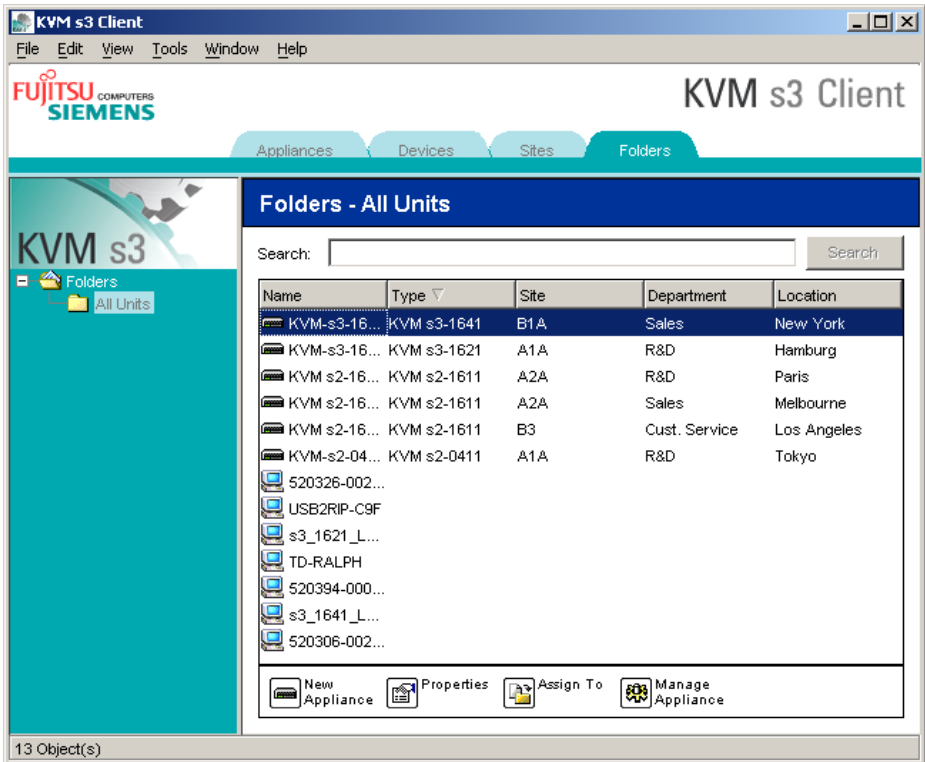 KVM s3 Client
File Edit View Tools Window Help
FUJITSU COMPUTERS
SIEMENS
KVM s3 Client
Appliances Devices Sites Folders
KVM s3
Folders
All Units
Folders - All Units
Search: Search
Name Type Site Department Location
KVM-s3-16... KVM s3-1641 B1A Sales New York
KVM-s3-16... KVM s3-1621 A1A R&D Hamburg
KVM s2-16... KVM s2-1611 A2A R&D Paris
KVM s2-16... KVM s2-1611 A2A Sales Melbourne
KVM s2-16... KVM s2-1611 B3 Cust. Service Los Angeles
KVM-s2-04... KVM s2-0411 A1A R&D Tokyo
520326-002...
USB2RIP-C9F
s3_1621_L...
TD-RALPH
520394-000...
s3_1641_L...
520306-002...
New Appliance Properties Assign To Manage Appliance
13 Object(s)